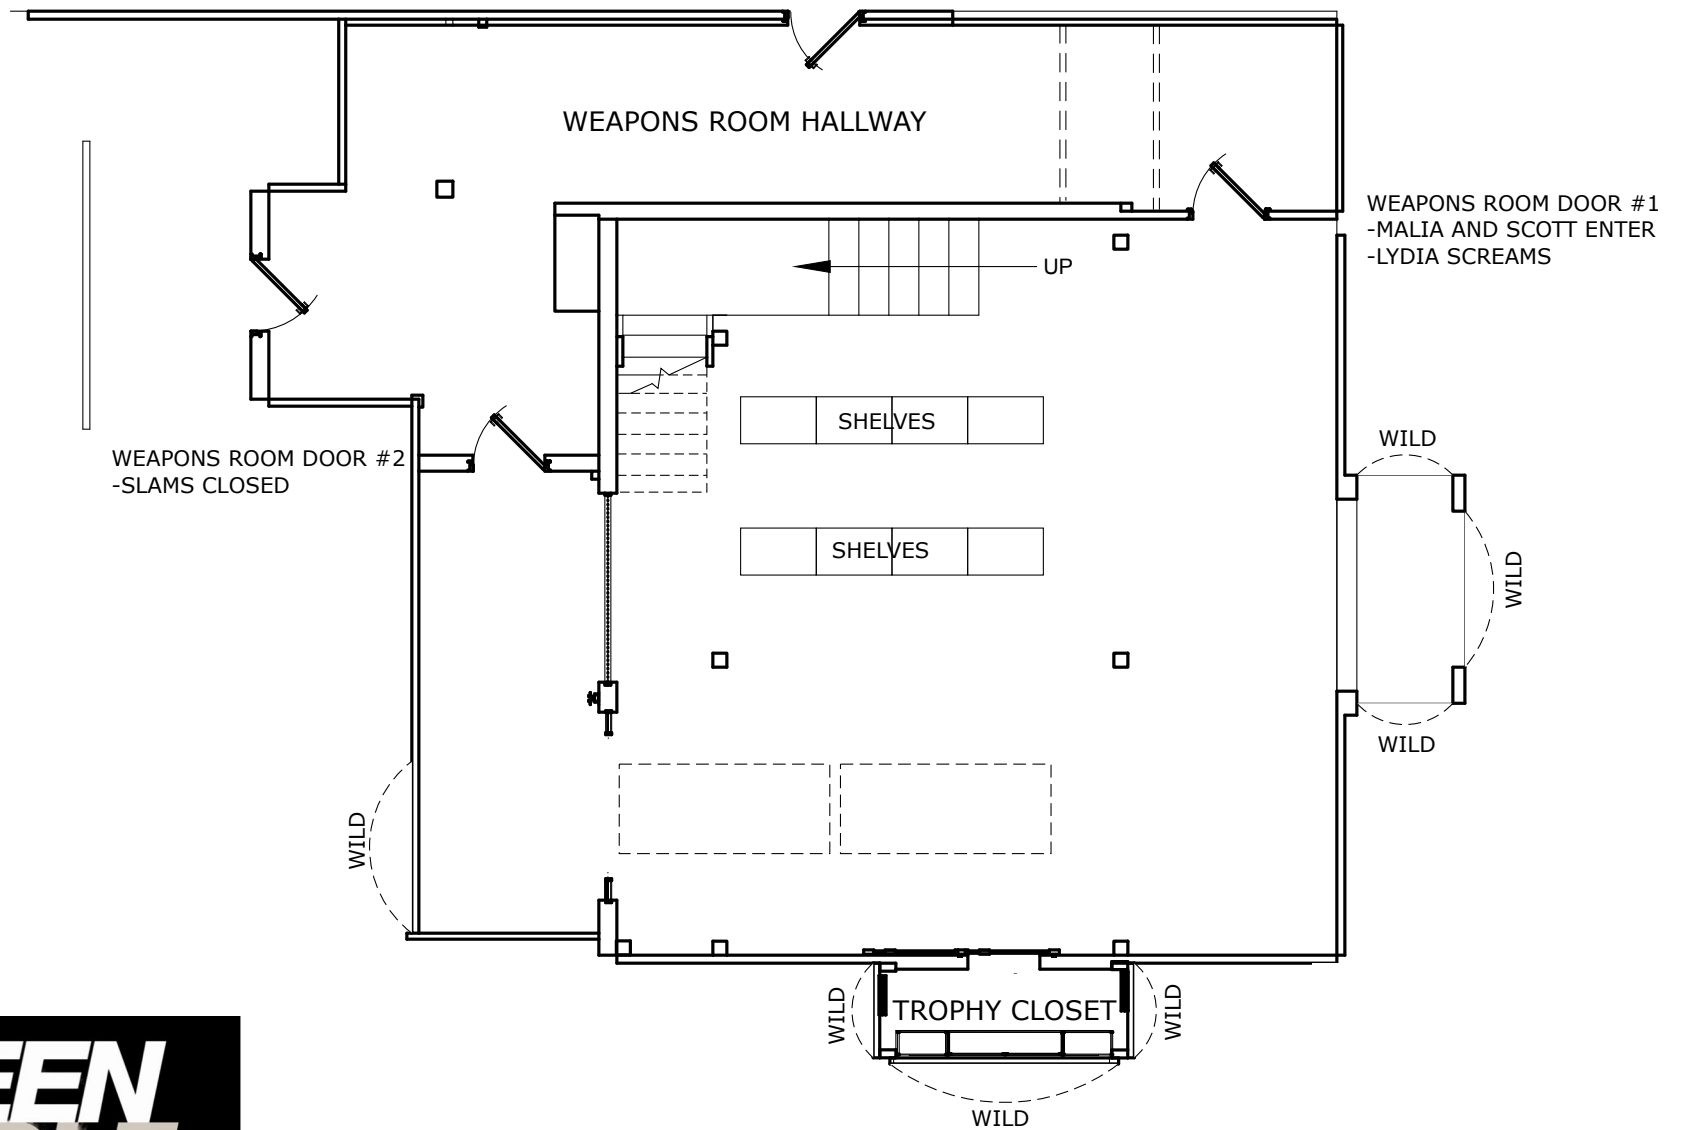 WEAPONS ROOM HALLWAY
WEAPONS ROOM DOOR #1
-MALIA AND SCOTT ENTER
-LYDIA SCREAMS
UP
SHELVES
WILD
WEAPONS ROOM DOOR #2
-SLAMS CLOSED
SHELVES
WILD
WILD
WILD
WILD
TROPHY CLOSET
WILD
WILD
EEN